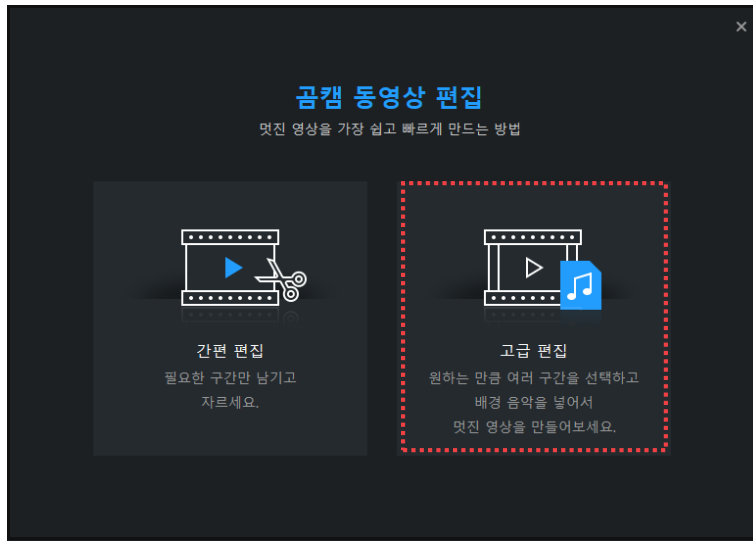 곰캠 동영상 편집
멋진 영상을 가장 쉽고 빠르게 만드는 방법
간편 편집
필요한 구간만 남기고
자르세요.
고급 편집
원하는 만큼 여러 구간을 선택하고
배경 음악을 넣어서
멋진 영상을 만들어보세요.